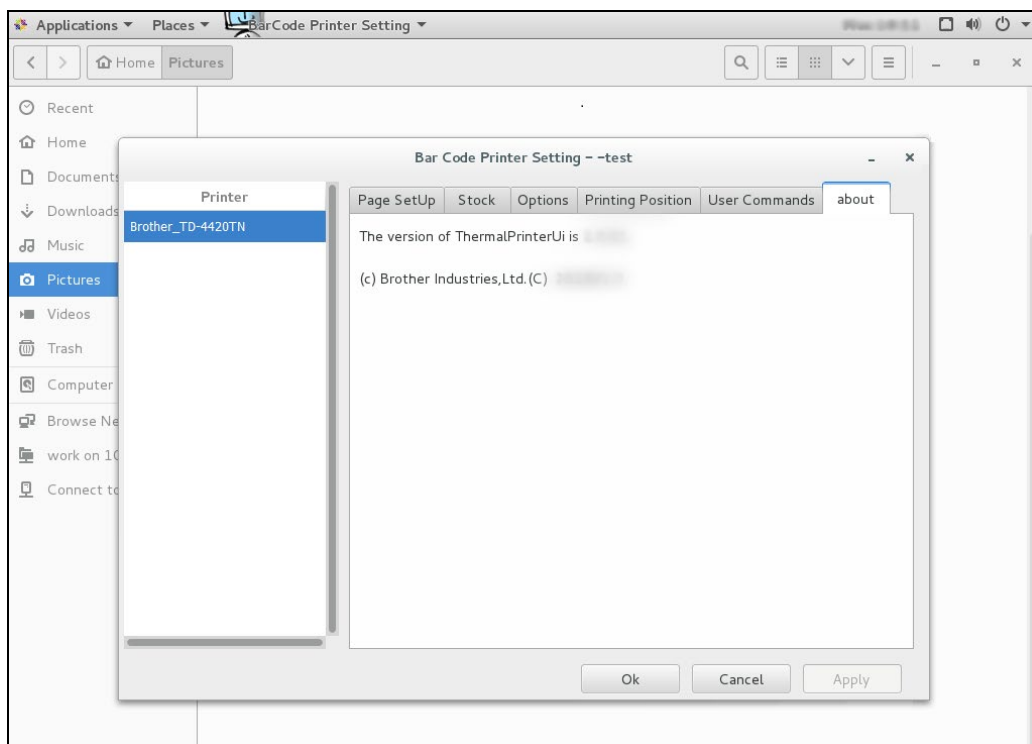 Applications Places BarCode Printer Setting
Home Pictures
Recent
Home
Documents
Downloads
Music
Pictures
Videos
Trash
Computer
Browse Ne
work on 10
Connect to
Bar Code Printer Setting – –test
Printer
Brother_TD-4420TN
Page SetUp Stock Options Printing Position User Commands about
The version of ThermalPrinterUi is
(c) Brother Industries,Ltd.(C)
Ok Cancel Apply